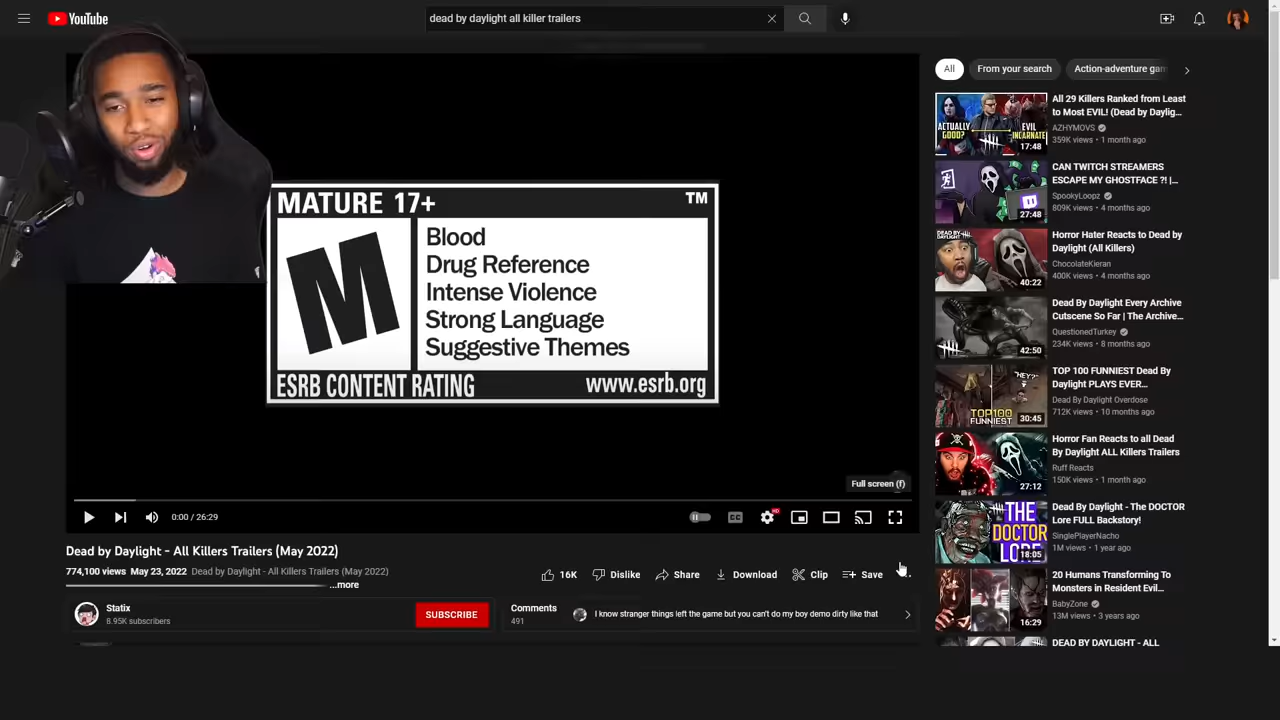 YouTube
dead by daylight all killer trailers
MATURE 17+
TM
M
Blood
Drug Reference
Intense Violence
Strong Language
Suggestive Themes
ESRB CONTENT RATING
www.esrb.org
Full screen (f)
0:00 / 26:29
CC
HD
Dead by Daylight - All Killers Trailers (May 2022)
774,100 views May 23, 2022 Dead by Daylight - All Killers Trailers (May 2022)
...more
16K
Dislike
Share
Download
Clip
Save
Statix
8.95K subscribers
SUBSCRIBE
Comments
491
I know stranger things left the game but you can't do my boy demo dirty like that
All
From your search
Action-adventure gam
ACTUALLY
GOOD?
EVIL
INCARNATE
17:48
All 29 Killers Ranked from Least
to Most EVIL! (Dead by Daylig...
AZHYMOVS
359K views • 1 month ago
27:48
CAN TWITCH STREAMERS
ESCAPE MY GHOSTFACE ?! |...
SpookyLoopz
809K views • 4 months ago
DEAD BY
DAYLIGHT
40:22
Horror Hater Reacts to Dead by
Daylight (All Killers)
ChocolateKieran
400K views • 4 months ago
42:50
Dead By Daylight Every Archive
Cutscene So Far | The Archive...
QuestionedTurkey
234K views • 8 months ago
"HEY?"
TOP100
FUNNIEST
30:45
TOP 100 FUNNIEST Dead By
Daylight PLAYS EVER...
Dead By Daylight Overdose
712K views • 10 months ago
27:12
Horror Fan Reacts to all Dead
By Daylight ALL Killers Trailers
Ruff Reacts
150K views • 1 month ago
THE
DOCTOR
LORE
18:05
Dead By Daylight - The DOCTOR
Lore FULL Backstory!
SinglePlayerNacho
1M views • 1 year ago
16:29
20 Humans Transforming To
Monsters in Resident Evil...
BabyZone
13M views • 3 years ago
DEAD BY DAYLIGHT - ALL